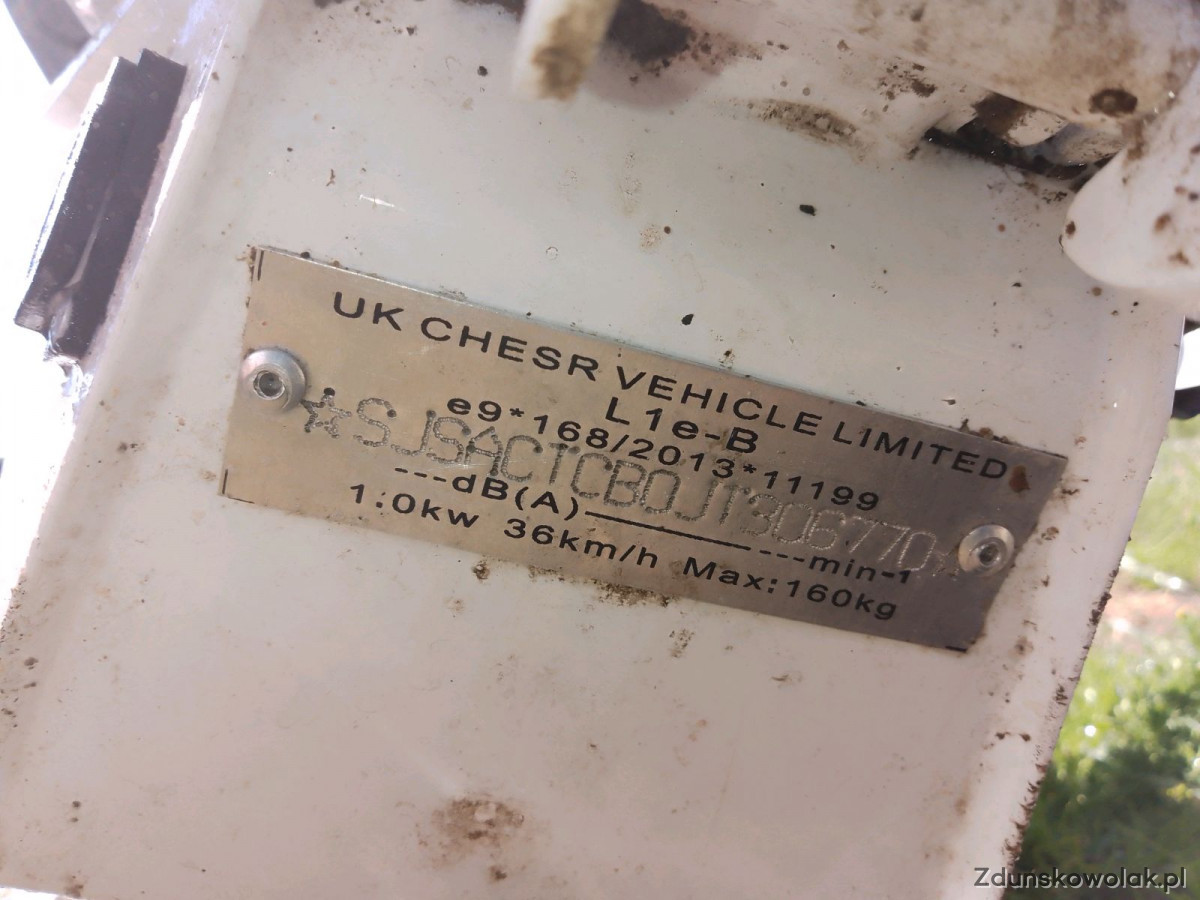 UK CHESR VEHICLE LIMITED
L1e-B
e9*168/2013*11199
☆SJSACTCB0JT306770☆
---dB(A)—————---min-1
1.0kw 36km/h Max:160kg
Zduńskowolak.pl